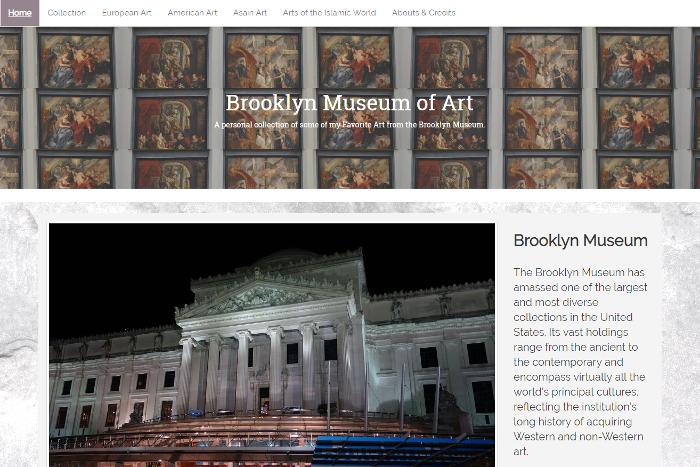 Home Collection European Art American Art Asain Art Arts of the Islamic World Abouts & Credits
Brooklyn Museum of Art
A personal collection of some of my Favorite Art from the Brooklyn Museum.
Brooklyn Museum
The Brooklyn Museum has
amassed one of the largest
and most diverse
collections in the United
States. Its vast holdings
range from the ancient to
the contemporary and
encompass virtually all the
world's principal cultures,
reflecting the institution's
long history of acquiring
Western and non-Western
art.